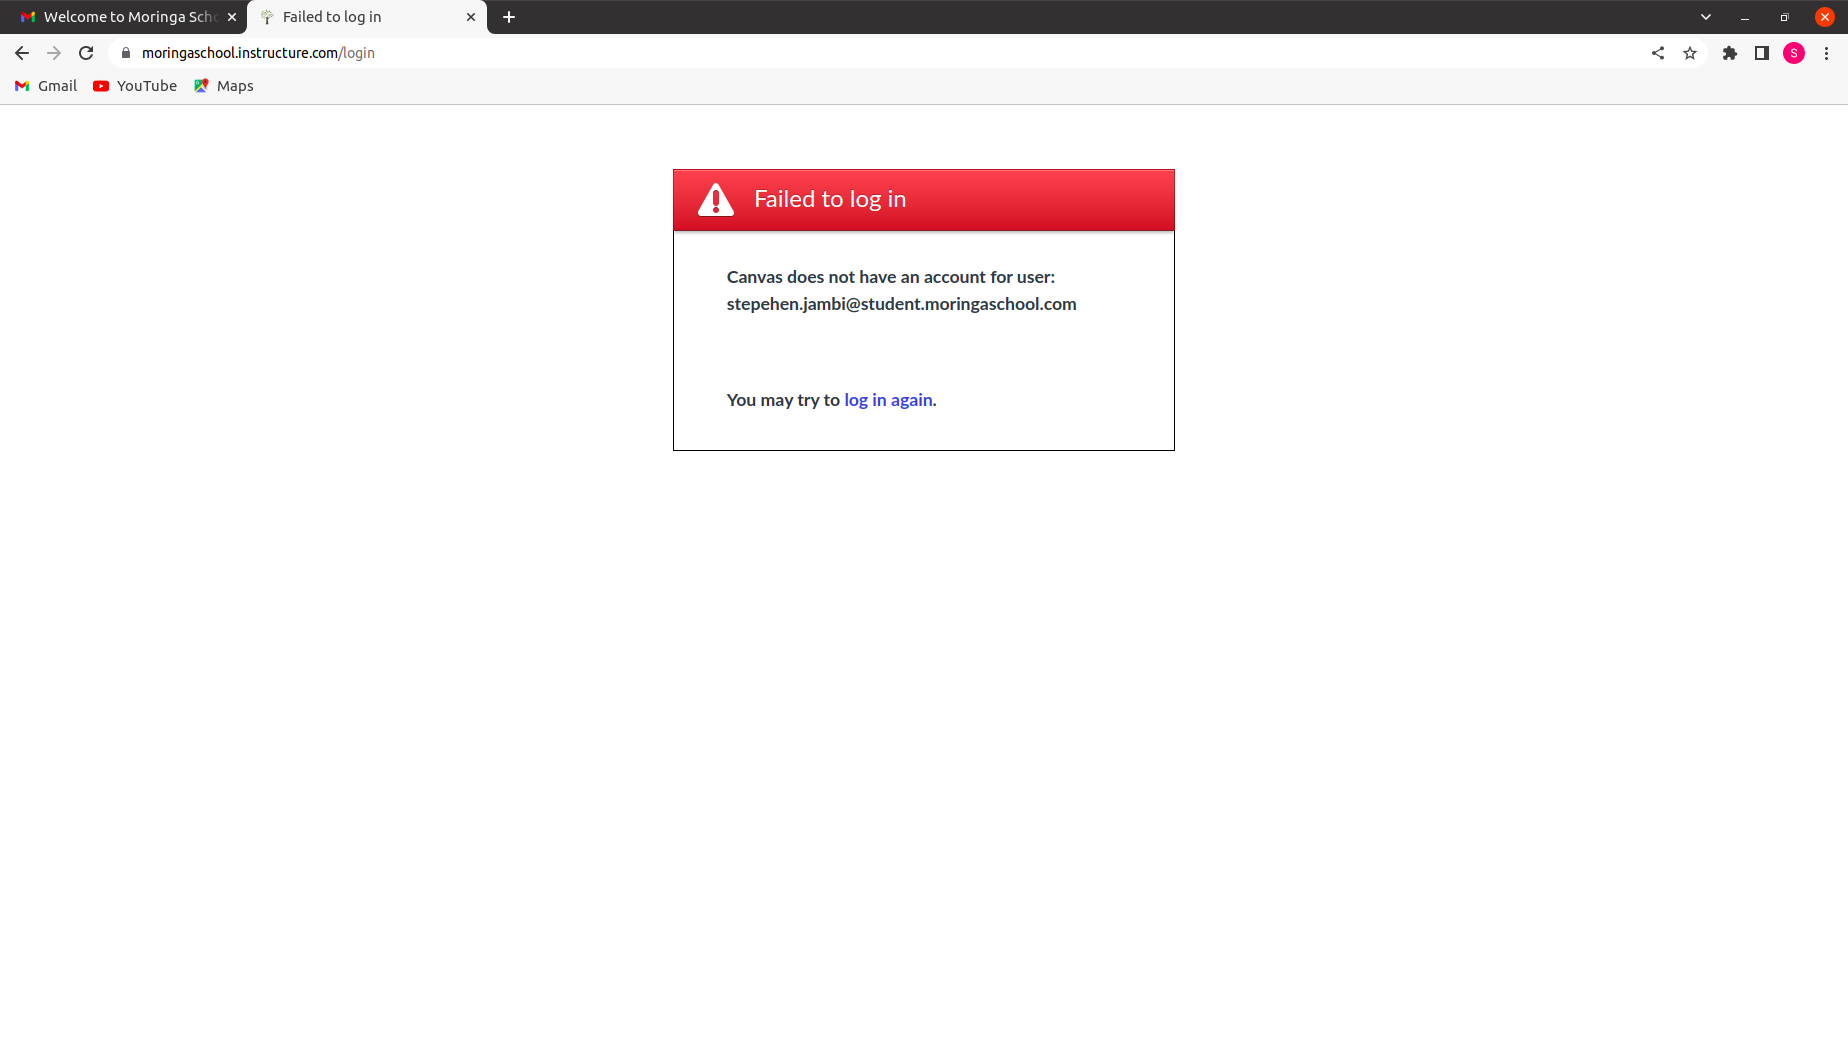 Welcome to Moringa Scho
Failed to log in
moringaschool.instructure.com/login
S
Gmail
YouTube
Maps
Failed to log in
Canvas does not have an account for user:
stepehen.jambi@student.moringaschool.com
You may try to log in again.